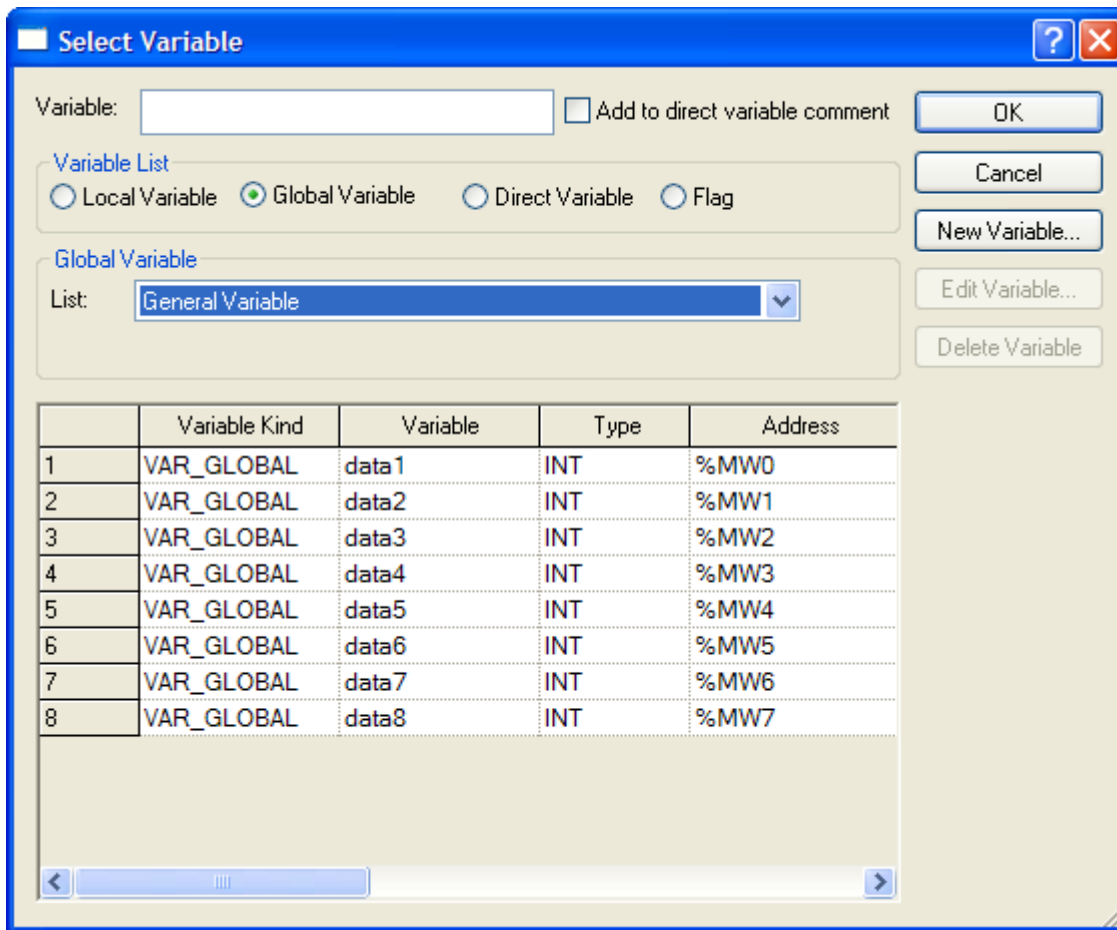 Select Variable
Variable: Add to direct variable comment OK
Variable List
Local Variable Global Variable Direct Variable Flag
Cancel
New Variable...
Global Variable
List: General Variable
Edit Variable...
Delete Variable
Variable Kind Variable Type Address
1 VAR_GLOBAL data1 INT %MW0
2 VAR_GLOBAL data2 INT %MW1
3 VAR_GLOBAL data3 INT %MW2
4 VAR_GLOBAL data4 INT %MW3
5 VAR_GLOBAL data5 INT %MW4
6 VAR_GLOBAL data6 INT %MW5
7 VAR_GLOBAL data7 INT %MW6
8 VAR_GLOBAL data8 INT %MW7